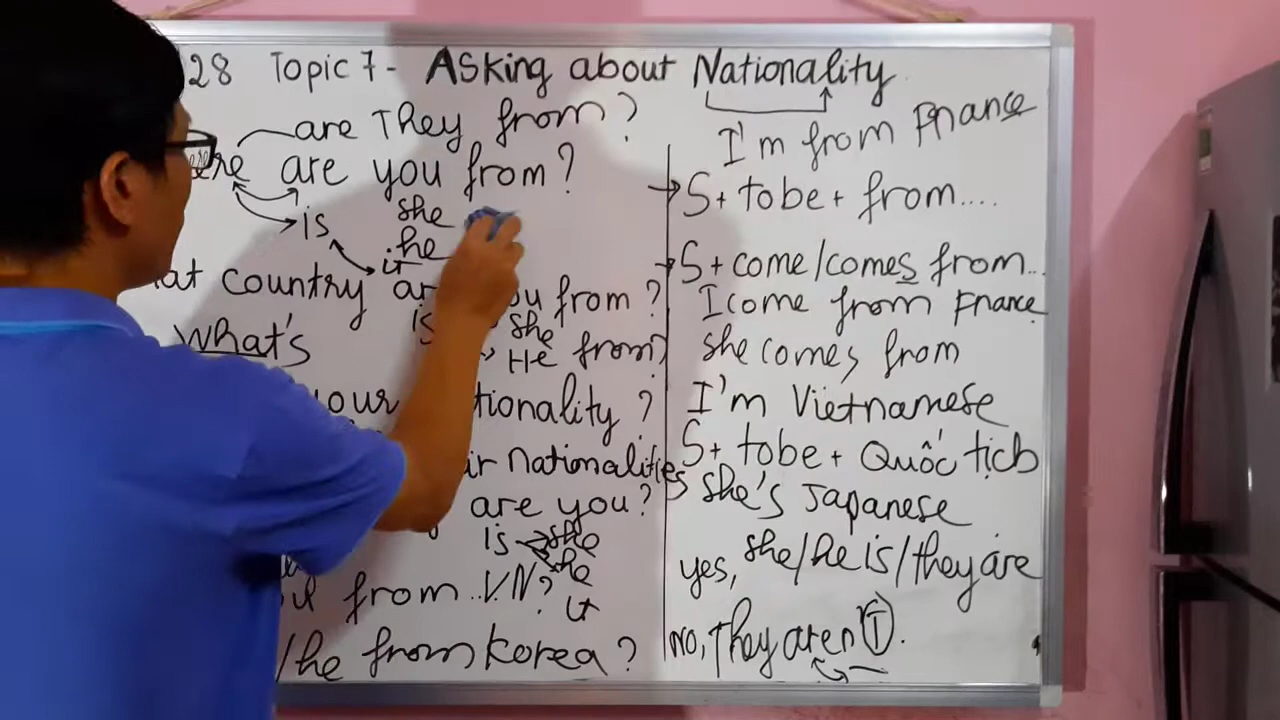 28 Topic 7 - Asking about Nationality
are They from?
are you from?
is she
he
it
country are you from?
is she
He from?
What's
your nationality?
nationalities
are you?
is she
he
it
from..VN?
/he from Korea?
I'm from France
S+ tobe + from....
S+ come/comes from...
I come from France
she comes from
I'm Vietnamese
S+ tobe + Quốc tịch
she's Japanese
yes, she/he is/they are
no, They aren'T.